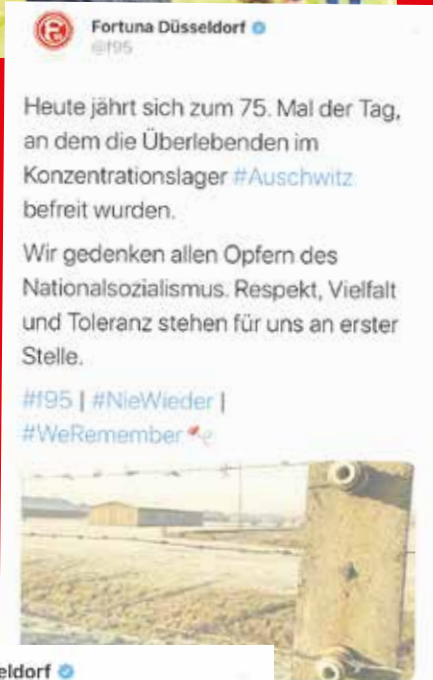 Fortuna Düsseldorf
@f95
Heute jährt sich zum 75. Mal der Tag,
an dem die Überlebenden im
Konzentrationslager #Auschwitz
befreit wurden.
Wir gedenken allen Opfern des
Nationalsozialismus. Respekt, Vielfalt
und Toleranz stehen für uns an erster
Stelle.
#f95 | #NieWieder |
#WeRemember
eldorf